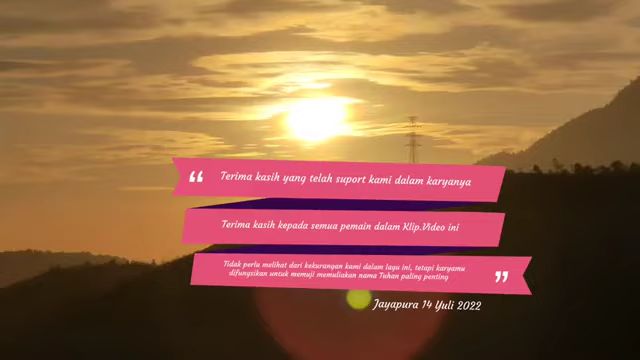 “ Terima kasih yang telah suport kami dalam karyanya
Terima kasih kepada semua pemain dalam Klip.Video ini
Tidak perlu melihat dari kekurangan kami dalam lagu ini, tetapi karyamu
difungsikan untuk memuji memuliakun nama Tuhan paling penting ”
Jayapura 14 Yuli 2022